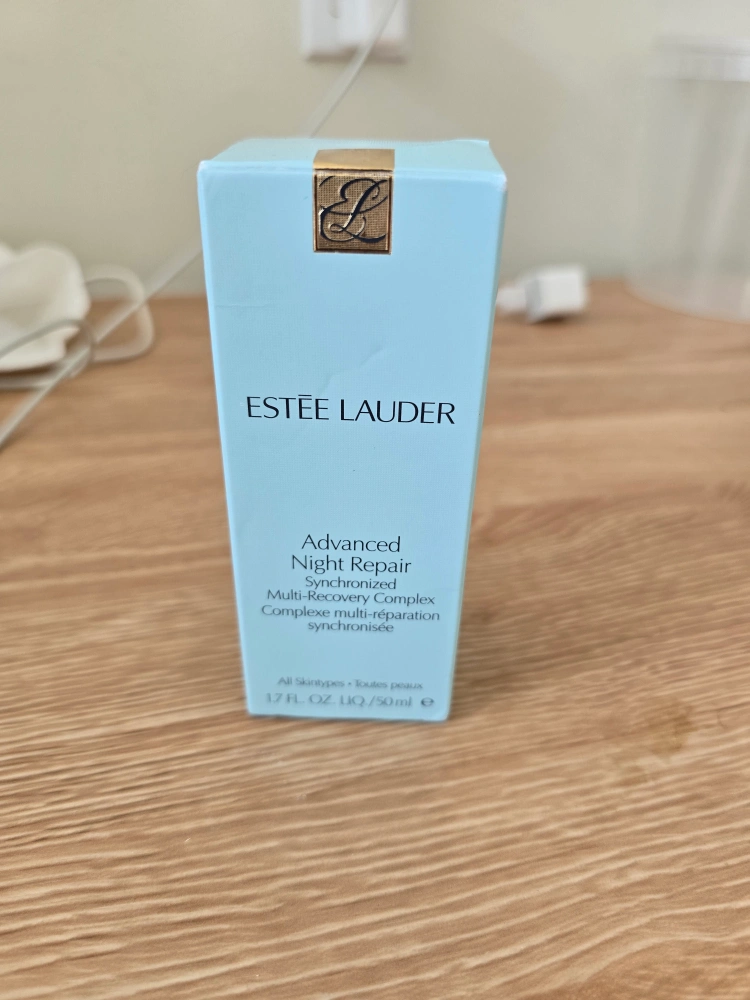 EL
ESTĒE LAUDER
Advanced
Night Repair
Synchronized
Multi-Recovery Complex
Complexe multi-réparation
synchronisée
All Skintypes • Toutes peaux
1.7 FL. OZ. LIQ./50 ml ℮